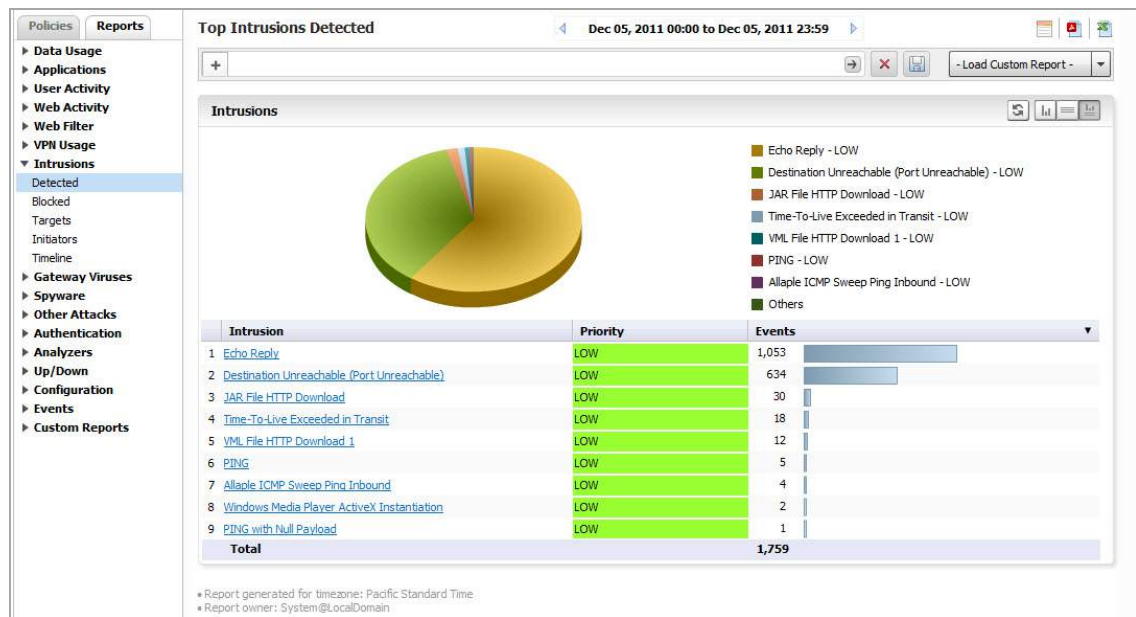 Policies Reports
Data Usage
Applications
User Activity
Web Activity
Web Filter
VPN Usage
Intrusions
Detected
Blocked
Targets
Initiators
Timeline
Gateway Viruses
Spyware
Other Attacks
Authentication
Analyzers
Up/Down
Configuration
Events
Custom Reports
Top Intrusions Detected Dec 05, 2011 00:00 to Dec 05, 2011 23:59
+ - Load Custom Report -
Intrusions
Echo Reply - LOW
Destination Unreachable (Port Unreachable) - LOW
JAR File HTTP Download - LOW
Time-To-Live Exceeded in Transit - LOW
VML File HTTP Download 1 - LOW
PING - LOW
Allaple ICMP Sweep Ping Inbound - LOW
Others
Intrusion Priority Events
1 Echo Reply LOW 1,053
2 Destination Unreachable (Port Unreachable) LOW 634
3 JAR File HTTP Download LOW 30
4 Time-To-Live Exceeded in Transit LOW 18
5 VML File HTTP Download 1 LOW 12
6 PING LOW 5
7 Allaple ICMP Sweep Ping Inbound LOW 4
8 Windows Media Player ActiveX Instantiation LOW 2
9 PING with Null Payload LOW 1
Total 1,759
Report generated for timezone: Pacific Standard Time
Report owner: System@LocalDomain